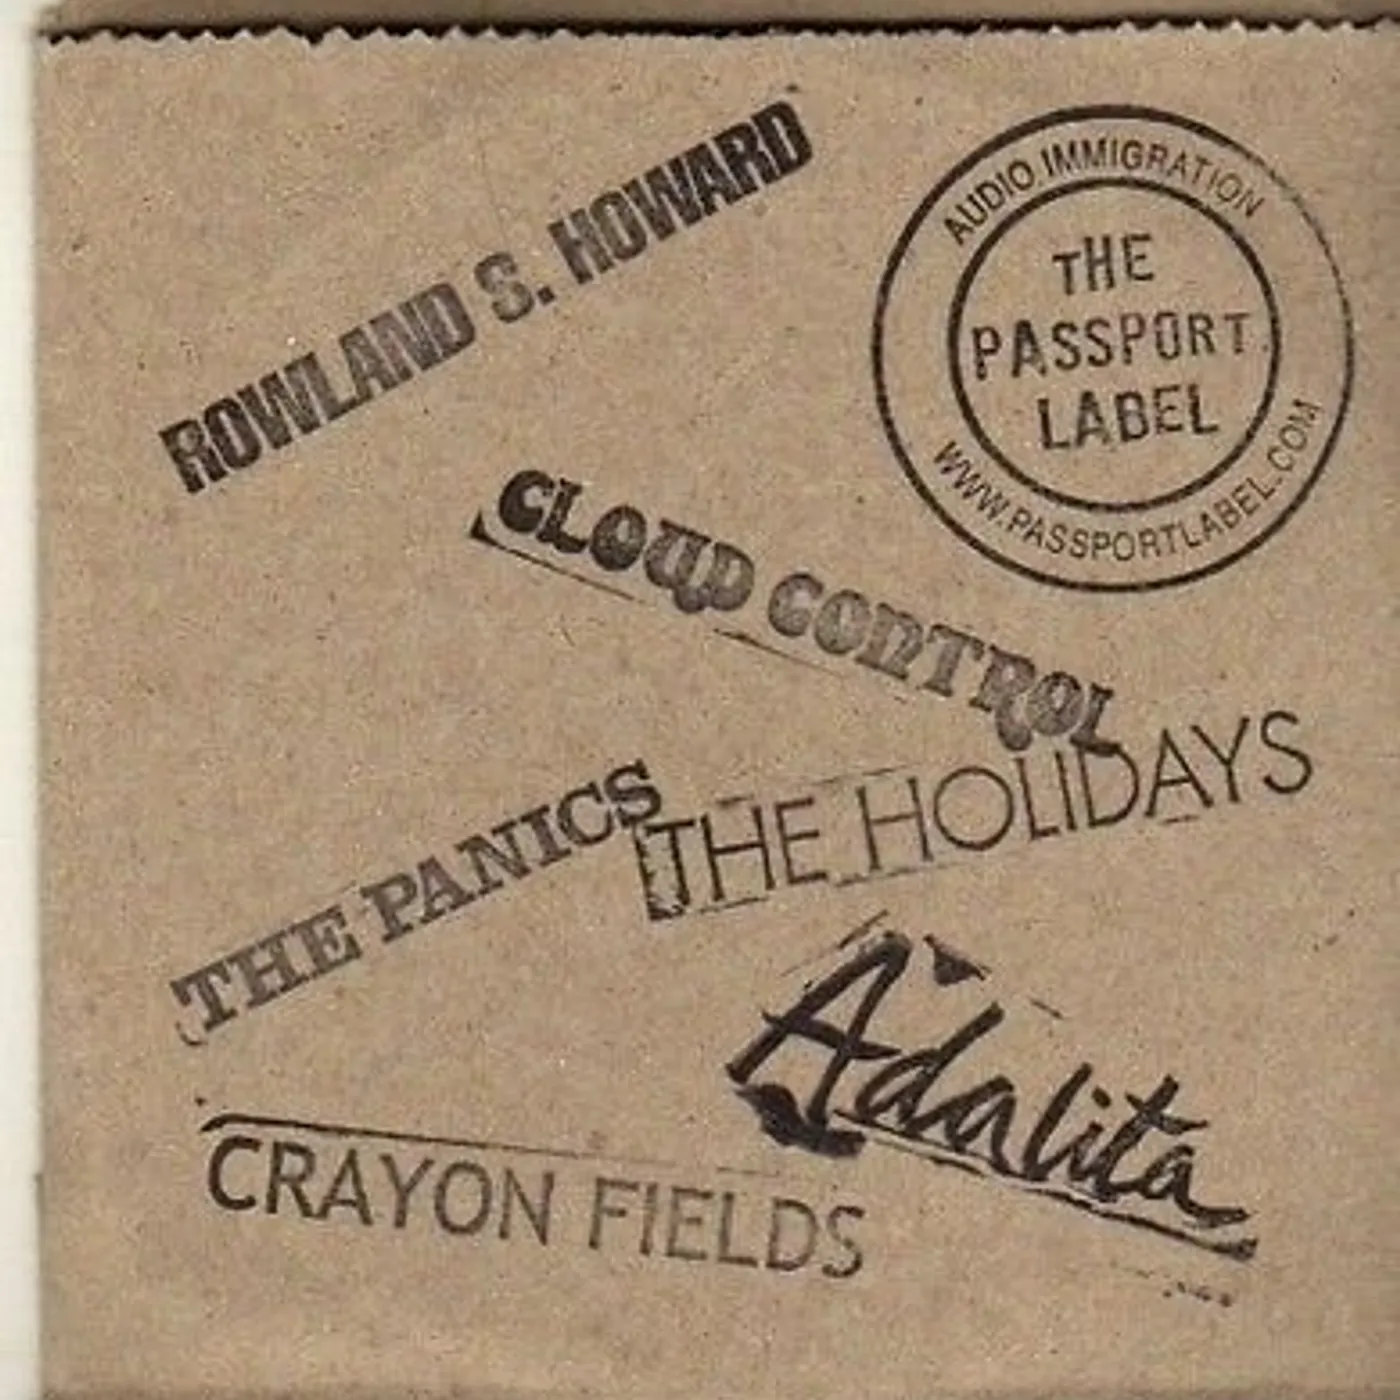 ROWLAND S. HOWARD
AUDIO IMMIGRATION
THE
PASSPORT
LABEL
WWW.PASSPORTLABEL.COM
CLOUD CONTROL
THE HOLIDAYS
THE PANICS
Adalita
CRAYON FIELDS